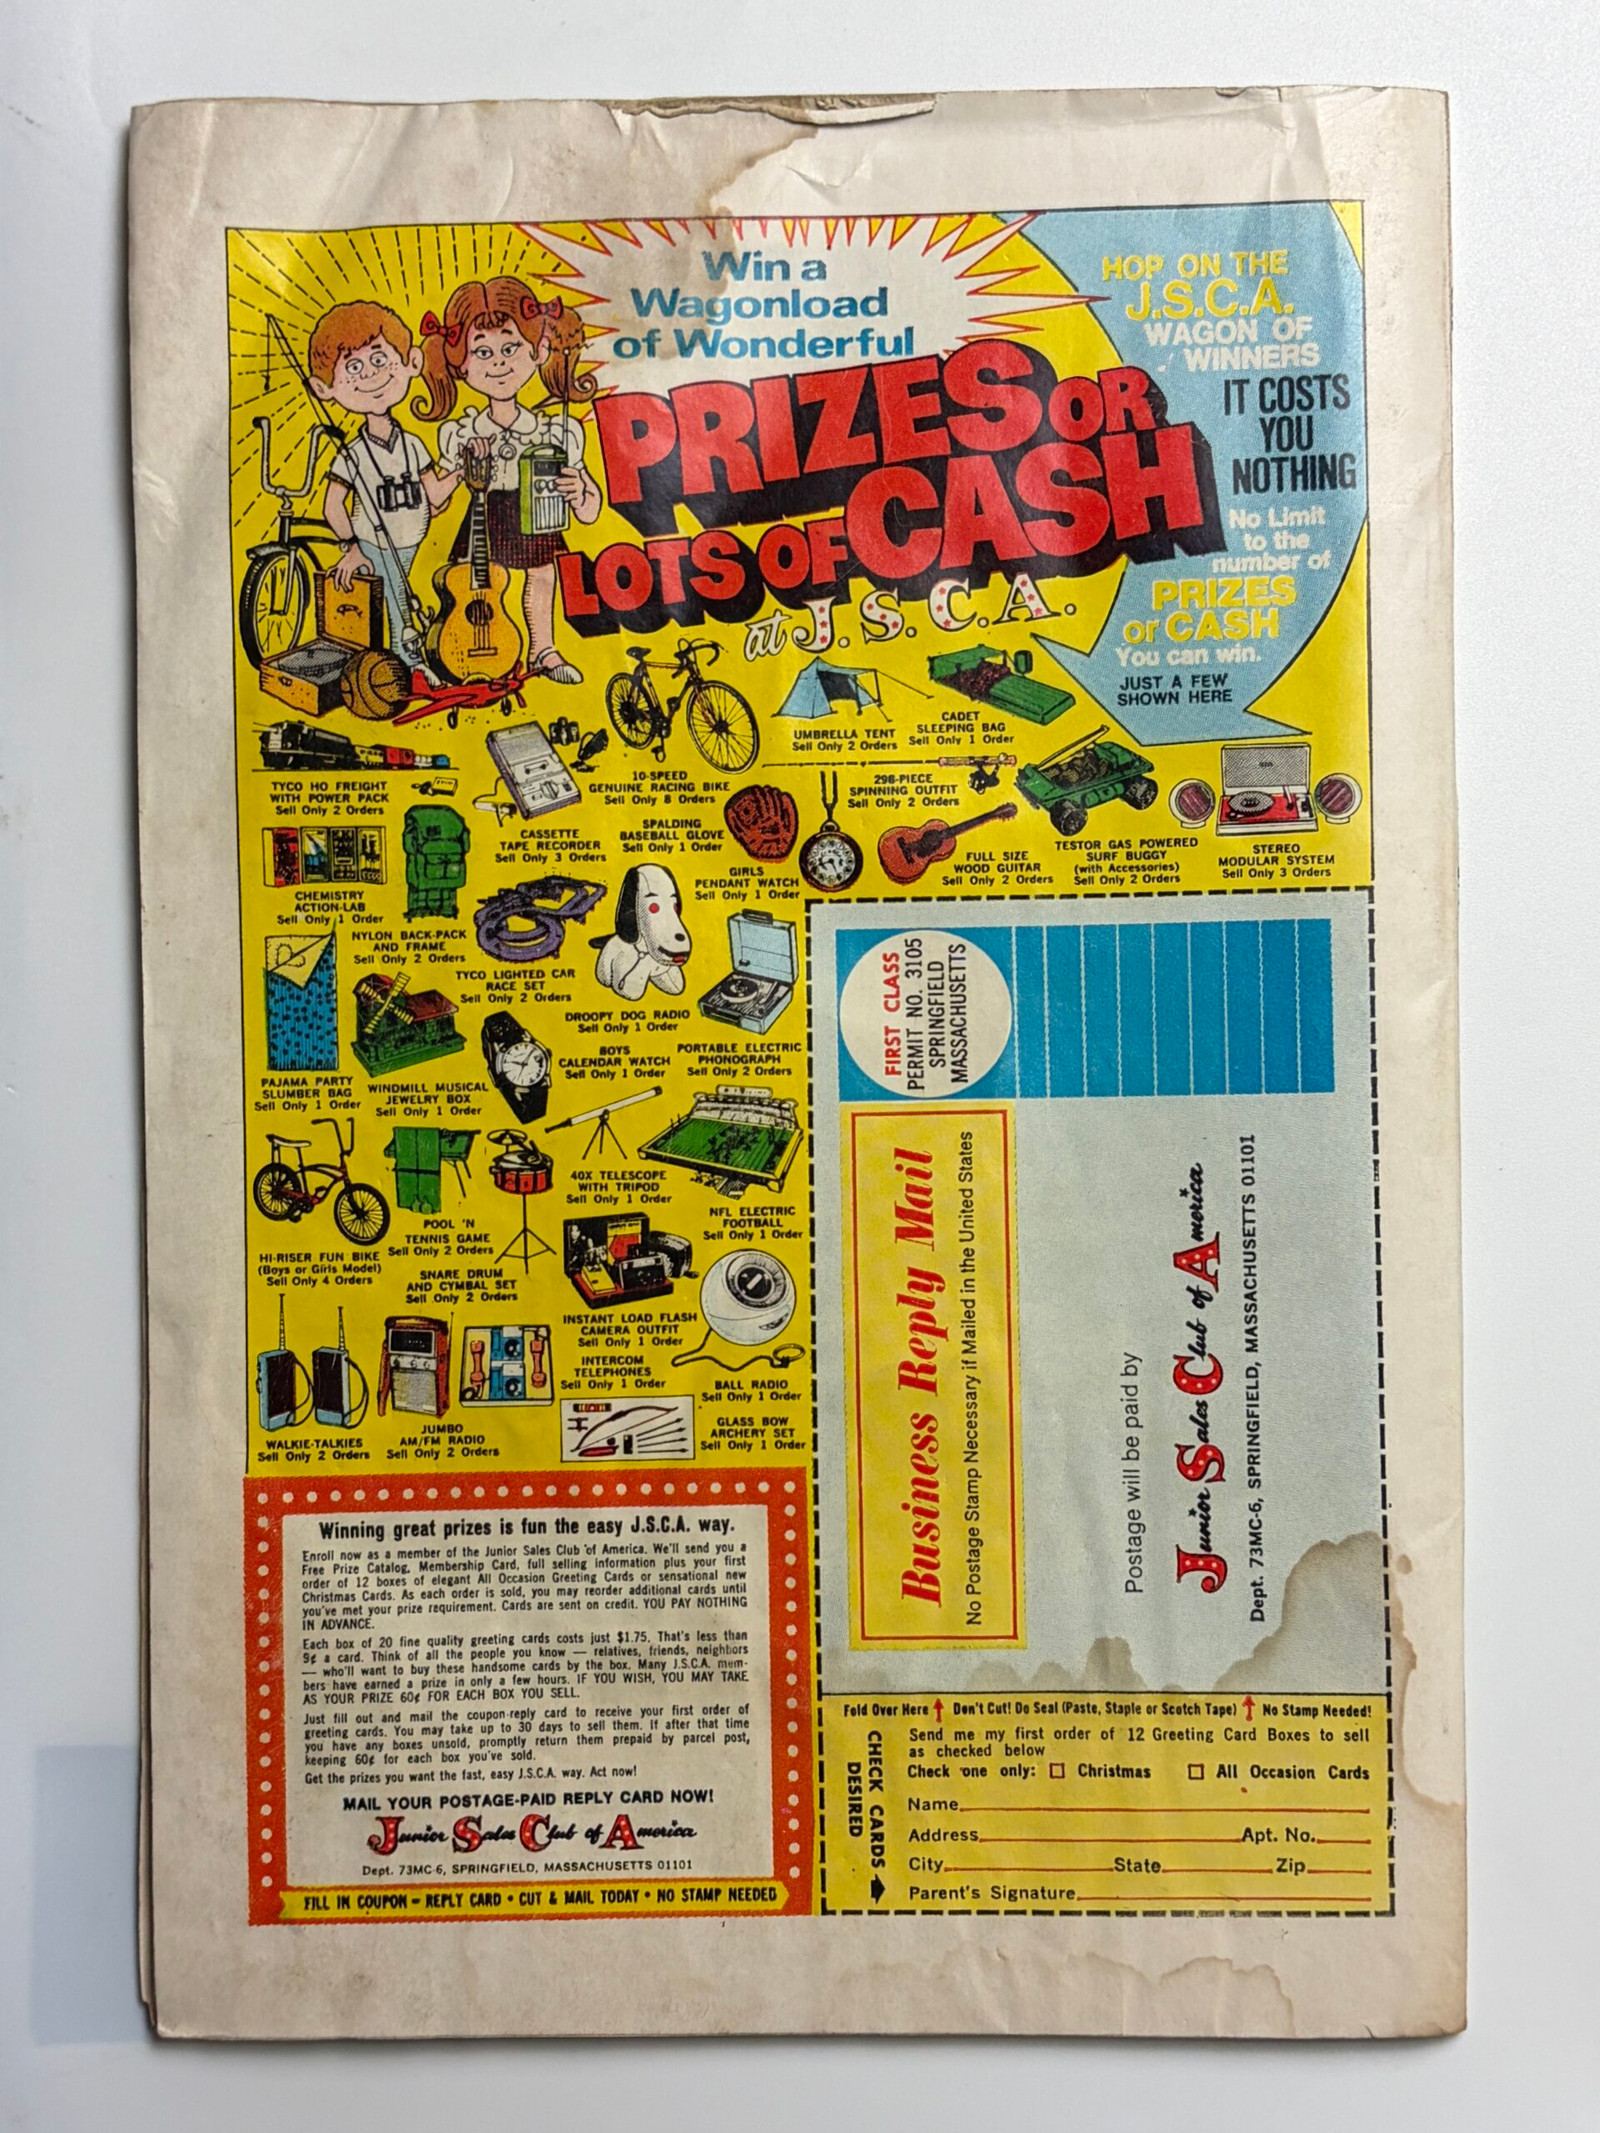 Win a
Wagonload
of Wonderful
PRIZES OR
LOTS OF CASH
at J.S.C.A.
HOP ON THE
J.S.C.A.
WAGON OF
WINNERS
IT COSTS
YOU
NOTHING
No Limit
to the
number of
PRIZES
or CASH
You can win.
JUST A FEW
SHOWN HERE
UMBRELLA TENT
Sell Only 2 Orders
CADET
SLEEPING BAG
Sell Only 1 Order
TYCO HO FREIGHT
WITH POWER PACK
Sell Only 2 Orders
10-SPEED
GENUINE RACING BIKE
Sell Only 8 Orders
298-PIECE
SPINNING OUTFIT
Sell Only 2 Orders
CASSETTE
TAPE RECORDER
Sell Only 3 Orders
SPALDING
BASEBALL GLOVE
Sell Only 1 Order
FULL SIZE
WOOD GUITAR
Sell Only 2 Orders
TESTOR GAS POWERED
SURF BUGGY
(with Accessories)
Sell Only 2 Orders
STEREO
MODULAR SYSTEM
Sell Only 3 Orders
GIRLS
PENDANT WATCH
Sell Only 1 Order
CHEMISTRY
ACTION-LAB
Sell Only 1 Order
NYLON BACK-PACK
AND FRAME
Sell Only 2 Orders
TYCO LIGHTED CAR
RACE SET
Sell Only 2 Orders
DROOPY DOG RADIO
Sell Only 1 Order
BOYS
CALENDAR WATCH
Sell Only 1 Order
PORTABLE ELECTRIC
PHONOGRAPH
Sell Only 2 Orders
PAJAMA PARTY
SLUMBER BAG
Sell Only 1 Order
WINDMILL MUSICAL
JEWELRY BOX
Sell Only 1 Order
40X TELESCOPE
WITH TRIPOD
Sell Only 1 Order
NFL ELECTRIC
FOOTBALL
Sell Only 1 Order
POOL 'N
TENNIS GAME
Sell Only 2 Orders
HI-RISER FUN BIKE
(Boys or Girls Model)
Sell Only 4 Orders
SNARE DRUM
AND CYMBAL SET
Sell Only 2 Orders
INSTANT LOAD FLASH
CAMERA OUTFIT
Sell Only 1 Order
INTERCOM
TELEPHONES
Sell Only 1 Order
BALL RADIO
Sell Only 1 Order
WALKIE-TALKIES
Sell Only 2 Orders
JUMBO
AM/FM RADIO
Sell Only 2 Orders
GLASS BOW
ARCHERY SET
Sell Only 1 Order
Winning great prizes is fun the easy J.S.C.A. way.
Enroll now as a member of the Junior Sales Club of America. We'll send you a
Free Prize Catalog, Membership Card, full selling information plus your first
order of 12 boxes of elegant All Occasion Greeting Cards or sensational new
Christmas Cards. As each order is sold, you may reorder additional cards until
you've met your prize requirement. Cards are sent on credit. YOU PAY NOTHING
IN ADVANCE.
Each box of 20 fine quality greeting cards costs just $1.75. That's less than
9¢ a card. Think of all the people you know — relatives, friends, neighbors
— who'll want to buy these handsome cards by the box. Many J.S.C.A. mem-
bers have earned a prize in only a few hours. IF YOU WISH, YOU MAY TAKE
AS YOUR PRIZE 60¢ FOR EACH BOX YOU SELL.
Just fill out and mail the coupon-reply card to receive your first order of
greeting cards. You may take up to 30 days to sell them. If after that time
you have any boxes unsold, promptly return them prepaid by parcel post,
keeping 60¢ for each box you've sold.
Get the prizes you want the fast, easy J.S.C.A. way. Act now!
MAIL YOUR POSTAGE-PAID REPLY CARD NOW!
Junior Sales Club of America
Dept. 73MC-6, SPRINGFIELD, MASSACHUSETTS 01101
FILL IN COUPON – REPLY CARD • CUT & MAIL TODAY • NO STAMP NEEDED
FIRST CLASS
PERMIT NO. 3105
SPRINGFIELD
MASSACHUSETTS
Business Reply Mail
No Postage Stamp Necessary if Mailed in the United States
Postage will be paid by
Junior Sales Club of America
Dept. 73MC-6, SPRINGFIELD, MASSACHUSETTS 01101
Fold Over Here Don't Cut! Do Seal (Paste, Staple or Scotch Tape) No Stamp Needed!
CHECK CARDS
DESIRED
Send me my first order of 12 Greeting Card Boxes to sell
as checked below
Check one only: Christmas All Occasion Cards
Name
Address Apt. No.
City State Zip
Parent's Signature